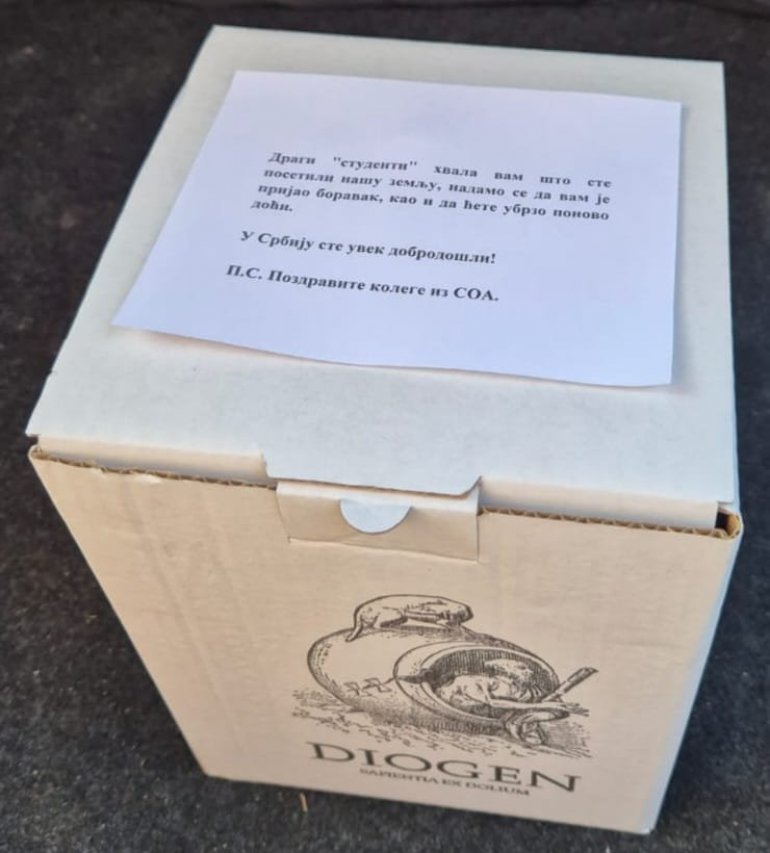 Драги "студенти" хвала вам што сте
посетили нашу земљу, надамо се да вам је
пријао боравак, као и да ћете убрзо поново
доћи.
У Србију сте увек добродошли!
П.С. Поздравите колеге из СОА.
DIOGEN
SAPIENTIA EX DOLIUM